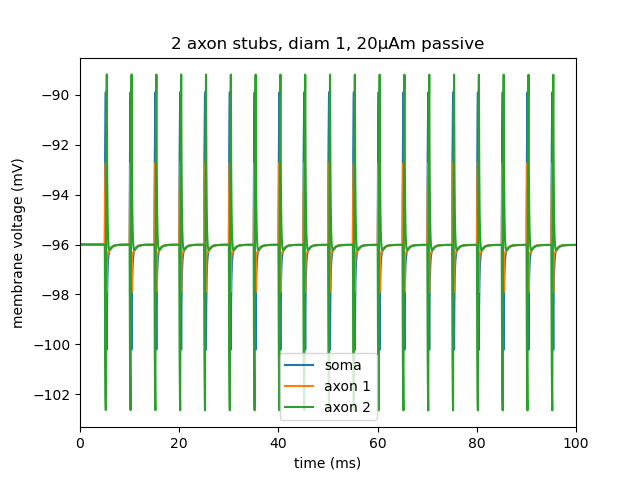 2 axon stubs, diam 1, 20μAm passive
membrane voltage (mV)
−90
−92
−94
−96
−98
−100
−102
soma
axon 1
axon 2
0 20 40 60 80 100
time (ms)